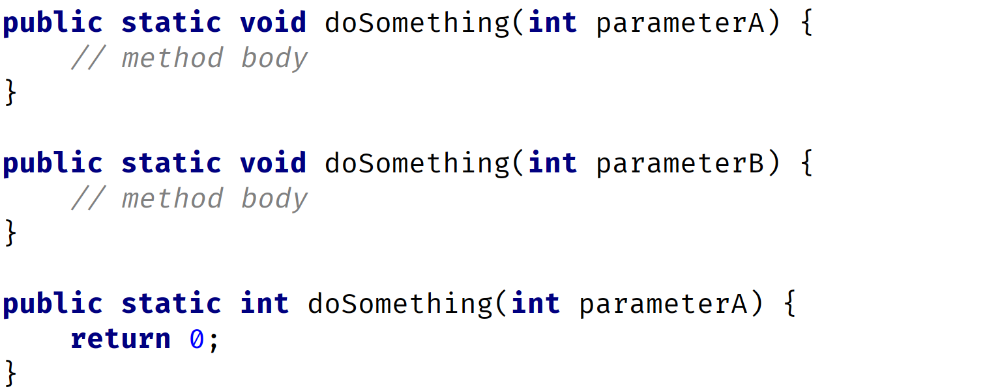 public static void doSomething(int parameterA) {
    // method body
}

public static void doSomething(int parameterB) {
    // method body
}

public static int doSomething(int parameterA) {
    return 0;
}